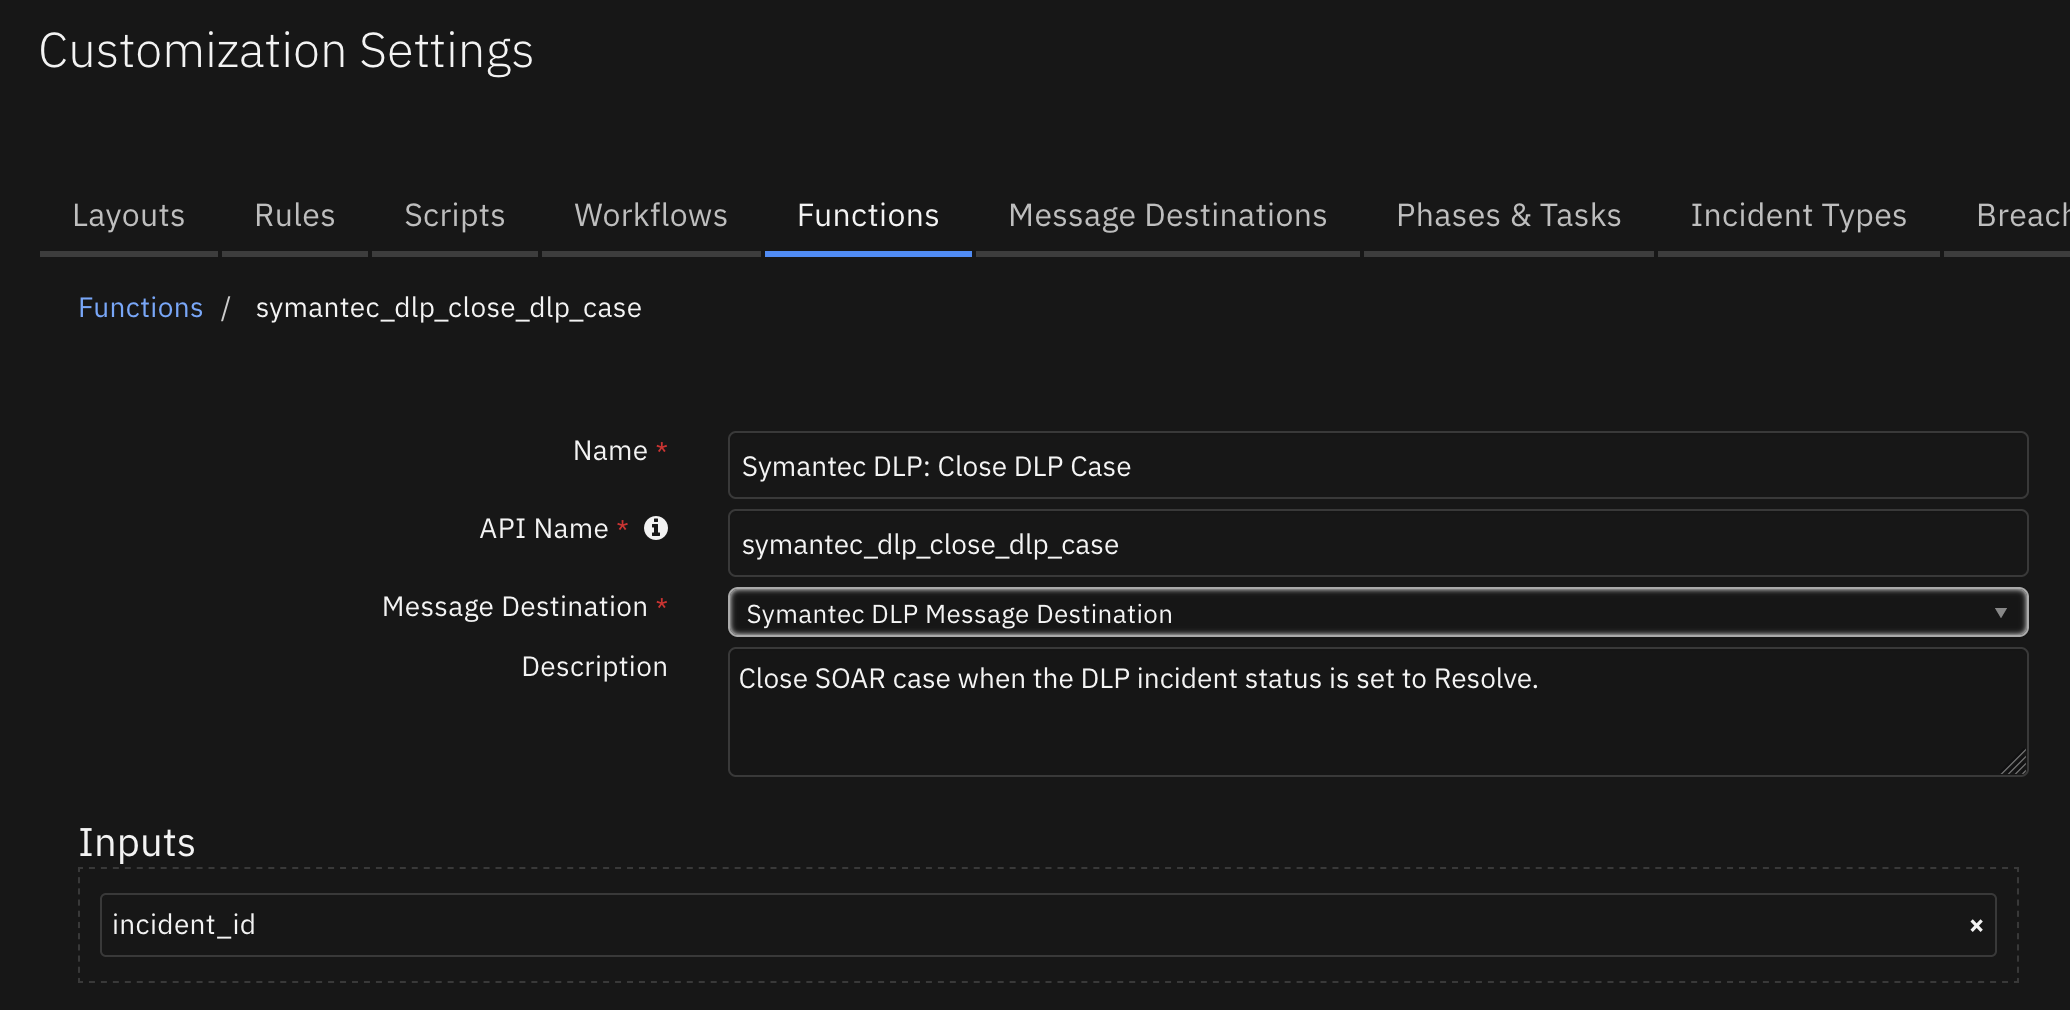 Customization Settings
Layouts Rules Scripts Workflows Functions Message Destinations Phases & Tasks Incident Types Breach
Functions / symantec_dlp_close_dlp_case
Name * Symantec DLP: Close DLP Case
API Name * symantec_dlp_close_dlp_case
Message Destination * Symantec DLP Message Destination
Description Close SOAR case when the DLP incident status is set to Resolve.
Inputs
incident_id